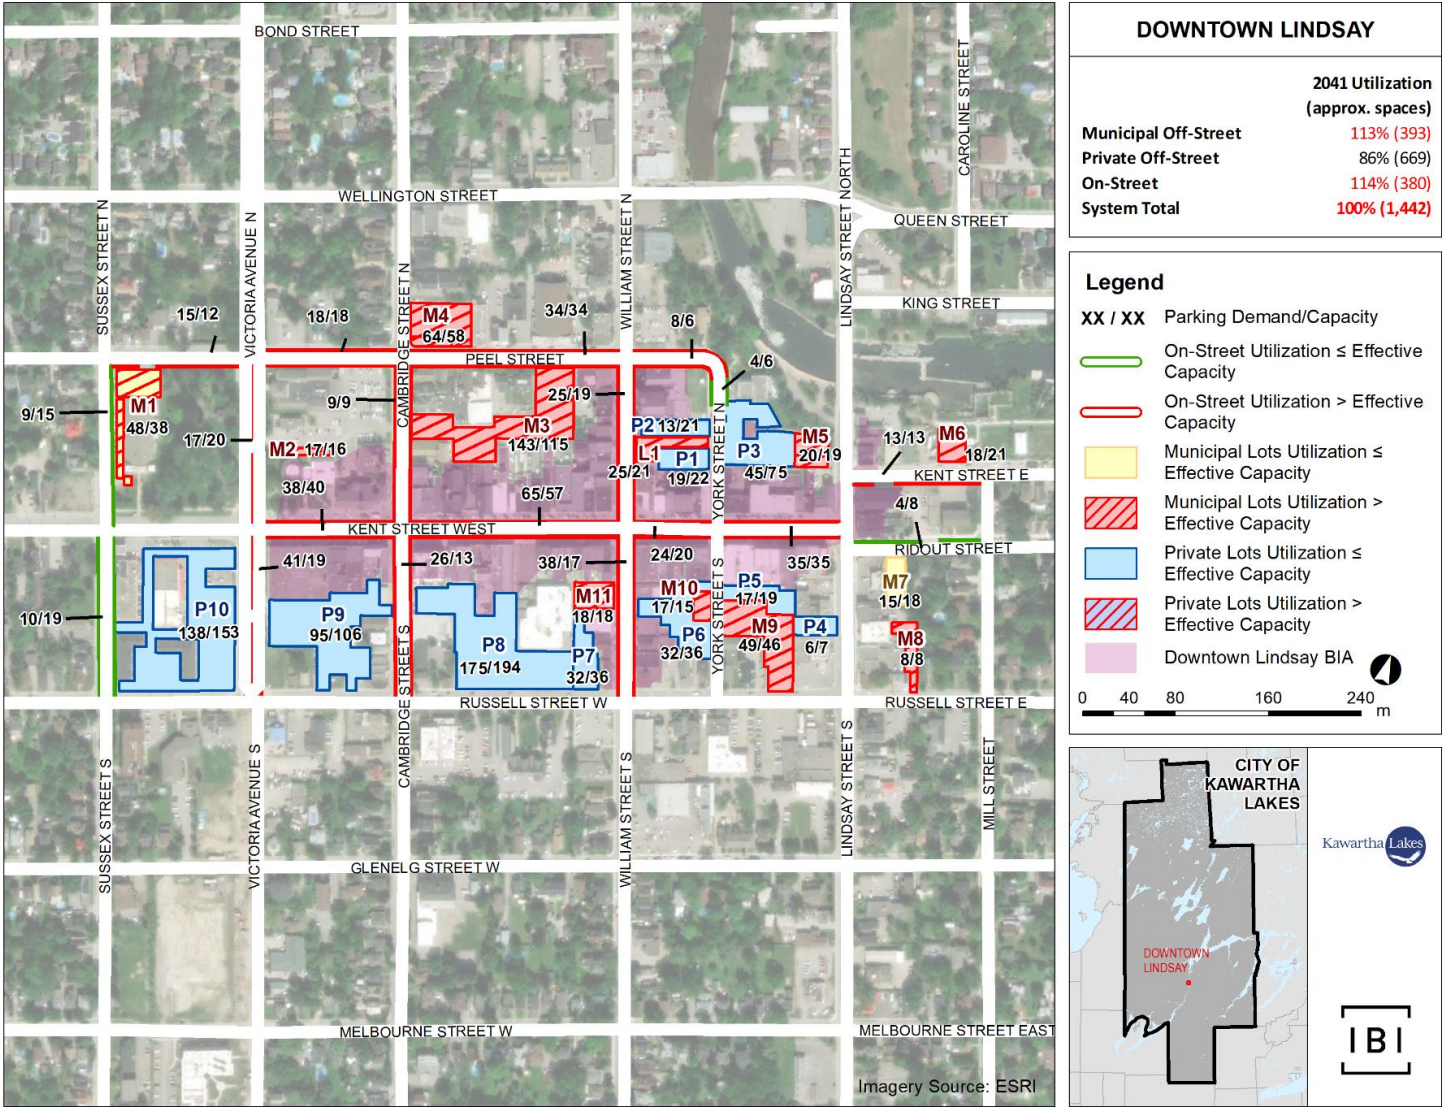 BOND STREET
WELLINGTON STREET
QUEEN STREET
KING STREET
PEEL STREET
KENT STREET WEST
KENT STREET E
RIDOUT STREET
RUSSELL STREET W
RUSSELL STREET E
GLENELG STREET W
MELBOURNE STREET W
MELBOURNE STREET EAST
SUSSEX STREET N
VICTORIA AVENUE N
CAMBRIDGE STREET N
WILLIAM STREET N
LINDSAY STREET NORTH
CAROLINE STREET
YORK STREET N
SUSSEX STREET S
VICTORIA AVENUE S
CAMBRIDGE STREET S
WILLIAM STREET S
YORK STREET S
LINDSAY STREET S
MILL STREET
15/12
18/18
M4
64/58
34/34
8/6
4/6
9/15
M1
48/38
17/20
9/9
M2 17/16
38/40
M3
143/115
25/19
P2 13/21
L1
25/21
P1
19/22
P3
45/75
M5
20/19
13/13
M6
18/21
65/57
4/8
41/19
26/13
38/17
24/20
35/35
10/19
P10
138/153
P9
95/106
P8
175/194
M11
18/18
P7
32/36
M10
17/15
P6
32/36
P5
17/19
M9
49/46
P4
6/7
M7
15/18
M8
8/8
Imagery Source: ESRI
DOWNTOWN LINDSAY
2041 Utilization
(approx. spaces)
Municipal Off-Street 113% (393)
Private Off-Street 86% (669)
On-Street 114% (380)
System Total 100% (1,442)
Legend
XX / XX Parking Demand/Capacity
On-Street Utilization ≤ Effective
Capacity
On-Street Utilization > Effective
Capacity
Municipal Lots Utilization ≤
Effective Capacity
Municipal Lots Utilization >
Effective Capacity
Private Lots Utilization ≤
Effective Capacity
Private Lots Utilization >
Effective Capacity
Downtown Lindsay BIA
0 40 80 160 240
m
CITY OF
KAWARTHA
LAKES
DOWNTOWN
LINDSAY
Kawartha Lakes
IBI